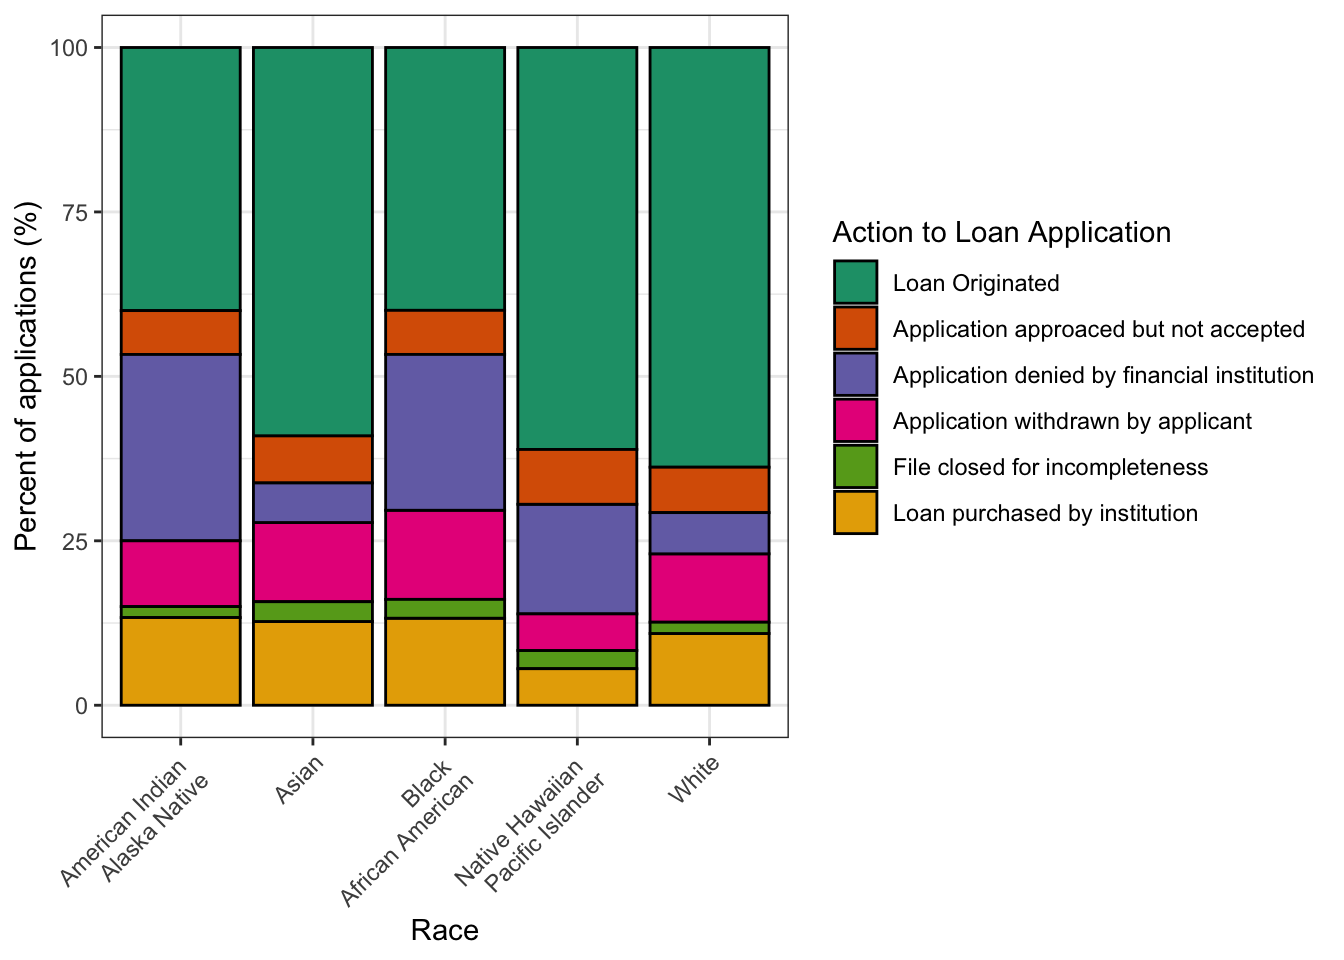 Percent of applications (%)
100
75
50
25
0
American Indian
Alaska Native
Asian
Black
African American
Native Hawaiian
Pacific Islander
White
Race
Action to Loan Application
Loan Originated
Application approaced but not accepted
Application denied by financial institution
Application withdrawn by applicant
File closed for incompleteness
Loan purchased by institution